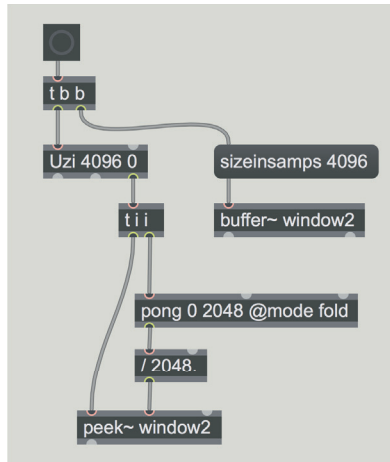 t b b
Uzi 4096 0
sizeinsamps 4096
t i i
buffer~ window2
pong 0 2048 @mode fold
/ 2048.
peek~ window2